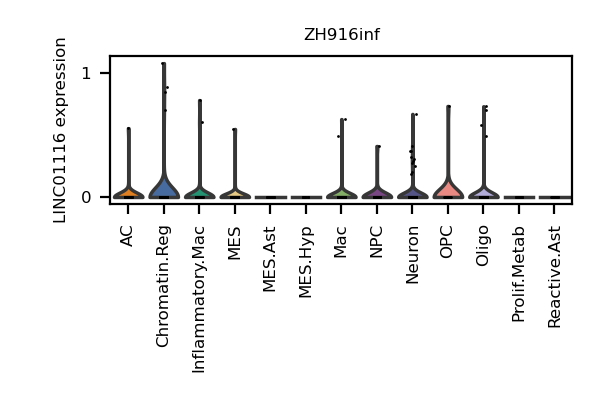 ZH916inf
LINC01116 expression
1
0
AC
Chromatin.Reg
Inflammatory.Mac
MES
MES.Ast
MES.Hyp
Mac
NPC
Neuron
OPC
Oligo
Prolif.Metab
Reactive.Ast